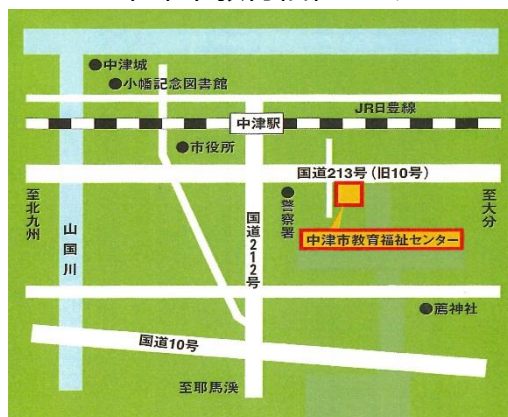 ●中津城
●小幡記念図書館
JR日豊線
中津駅
●市役所
国道213号(旧10号)
至北九州
山国川
国道212号
●警察署
至大分
中津市教育福祉センター
●薦神社
国道10号
至耶馬渓